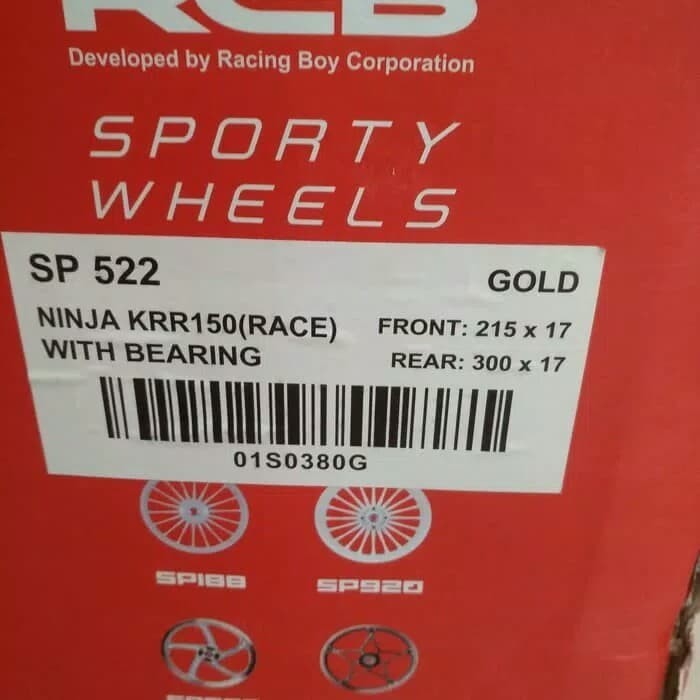 RCB
Developed by Racing Boy Corporation
SPORTY
WHEELS
SP 522
GOLD
NINJA KRR150(RACE)
FRONT: 215 x 17
WITH BEARING
REAR: 300 x 17
01S0380G
SP188
SP920